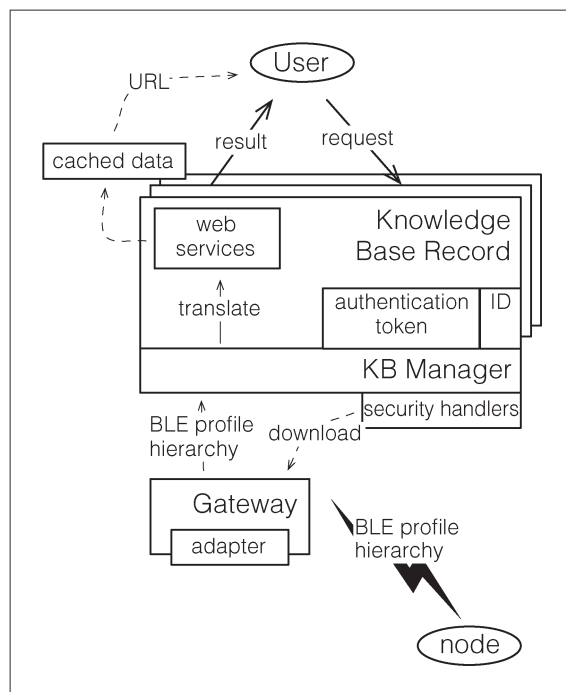 User
URL
result
request
cached data
web
services
Knowledge
Base Record
translate
authentication
token
ID
KB Manager
security handlers
BLE profile
hierarchy
download
Gateway
adapter
BLE profile
hierarchy
node